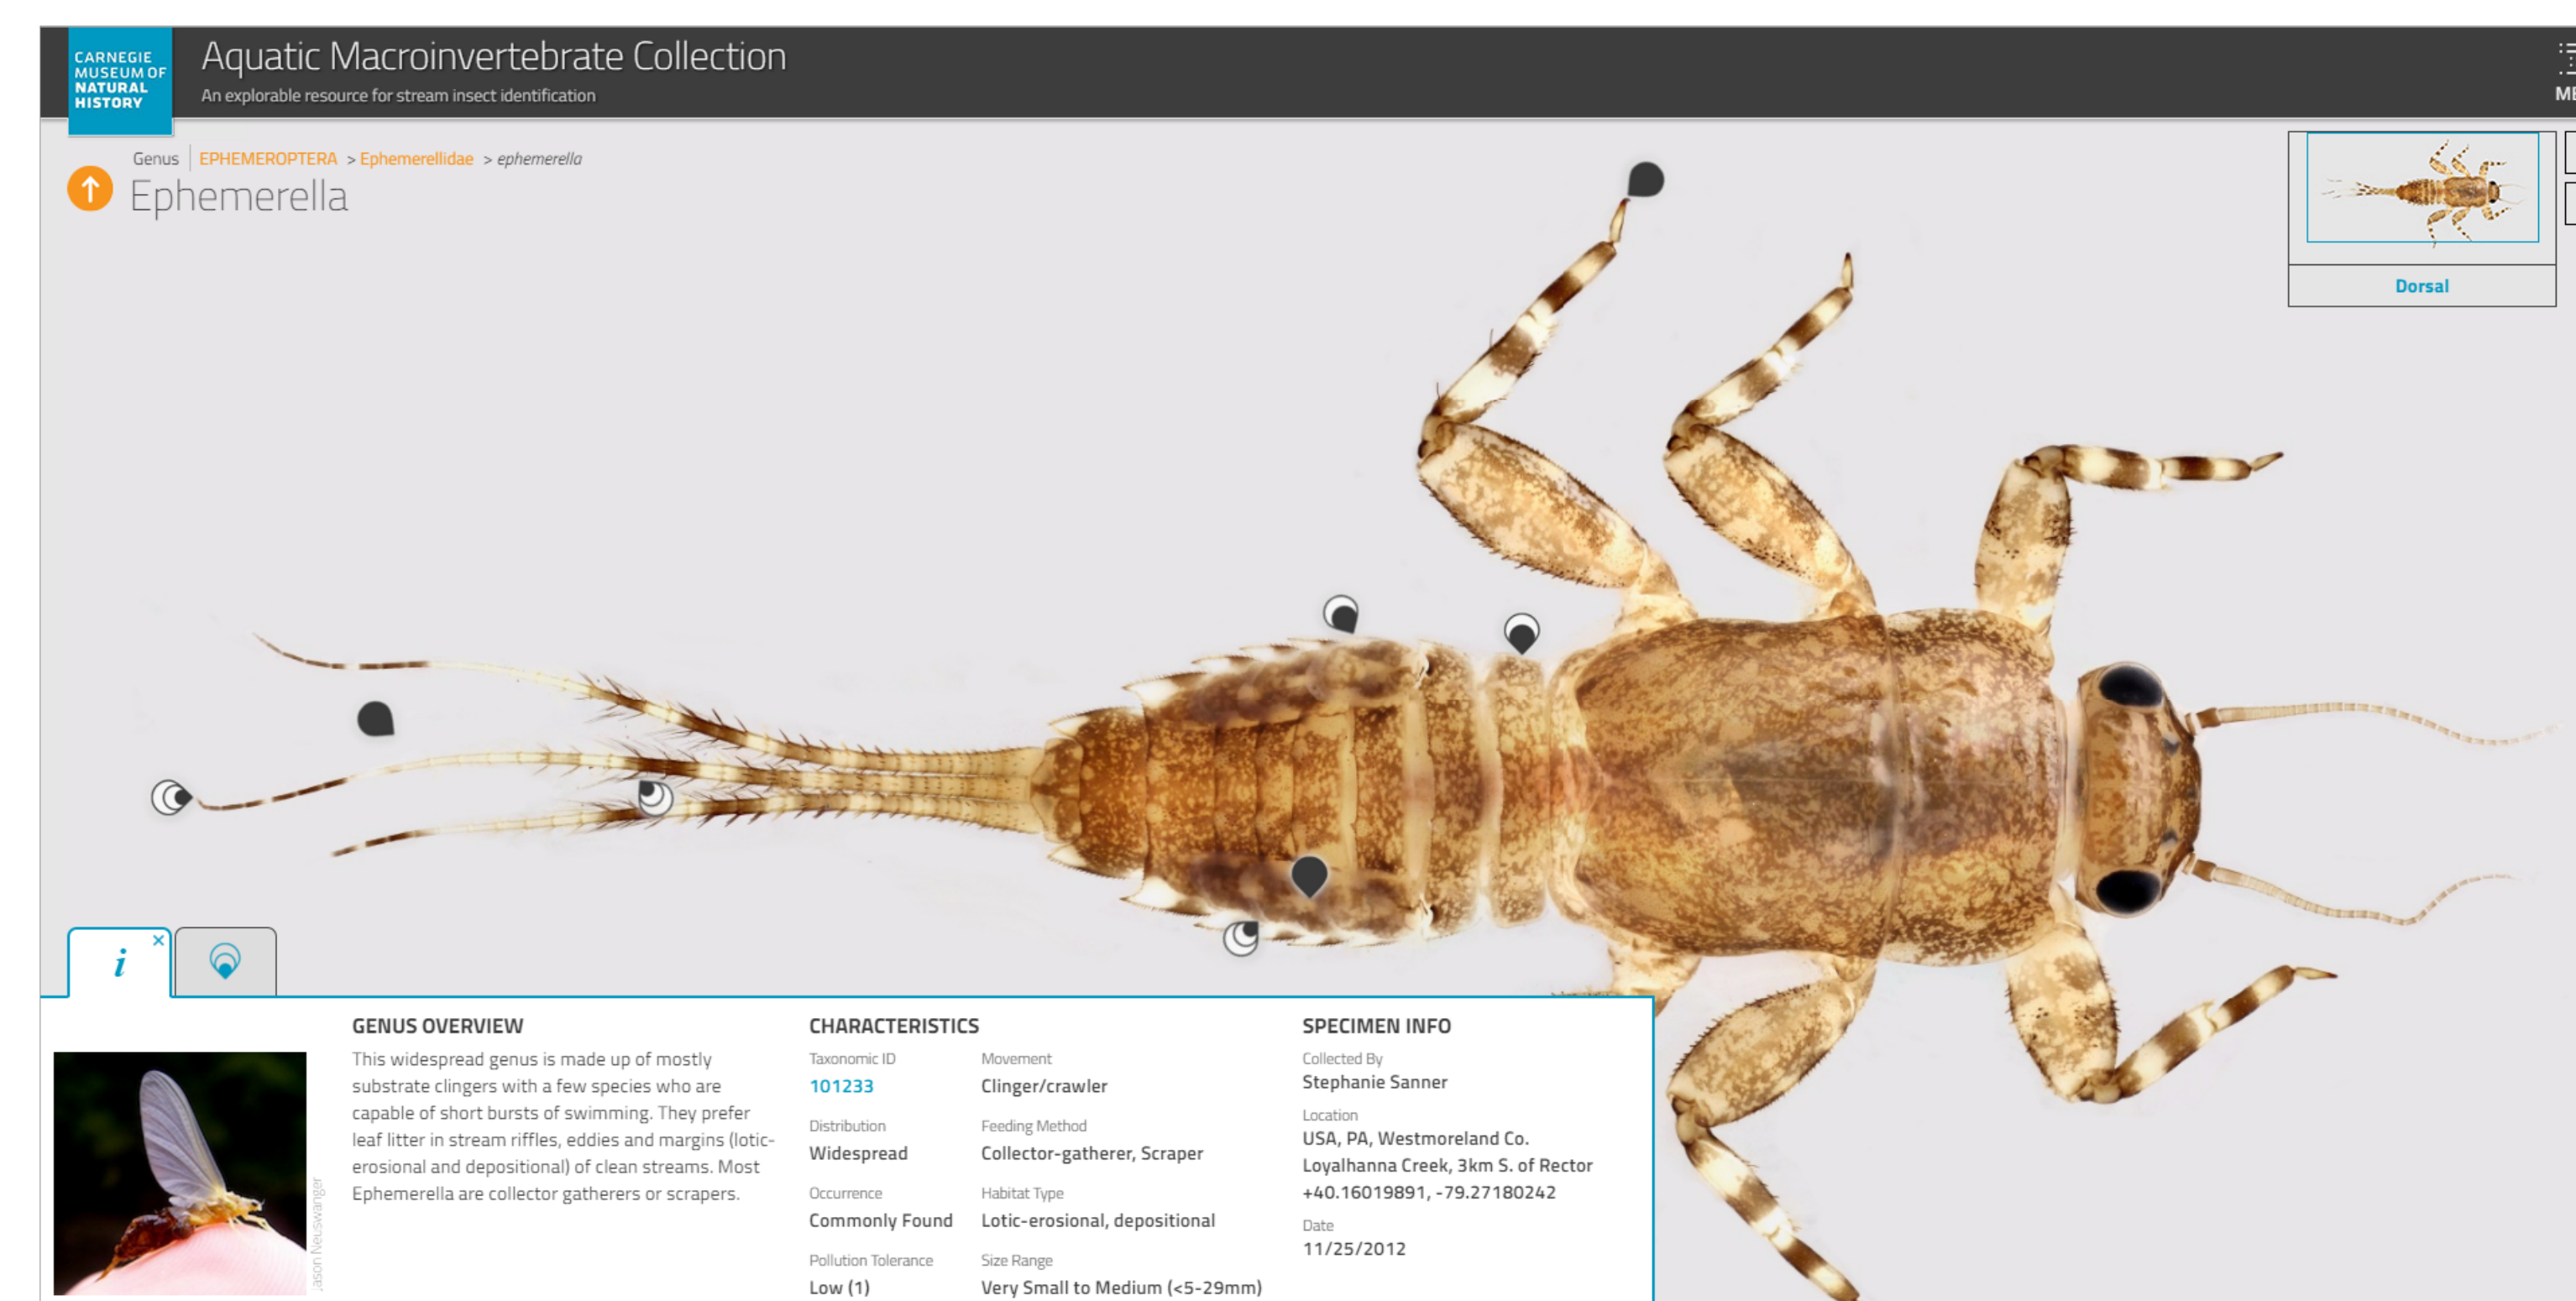 CARNEGIE
MUSEUM OF
NATURAL
HISTORY
Aquatic Macroinvertebrate Collection
An explorable resource for stream insect identification
Genus EPHEMEROPTERA > Ephemerellidae > ephemerella
Ephemerella
Dorsal
i
GENUS OVERVIEW
This widespread genus is made up of mostly
substrate clingers with a few species who are
capable of short bursts of swimming. They prefer
leaf litter in stream riffles, eddies and margins (lotic-
erosional and depositional) of clean streams. Most
Ephemerella are collector gatherers or scrapers.
Jason Neuswanger
CHARACTERISTICS
Taxonomic ID
101233
Distribution
Widespread
Occurrence
Commonly Found
Pollution Tolerance
Low (1)
Movement
Clinger/crawler
Feeding Method
Collector-gatherer, Scraper
Habitat Type
Lotic-erosional, depositional
Size Range
Very Small to Medium (<5-29mm)
SPECIMEN INFO
Collected By
Stephanie Sanner
Location
USA, PA, Westmoreland Co.
Loyalhanna Creek, 3km S. of Rector
+40.16019891, -79.27180242
Date
11/25/2012